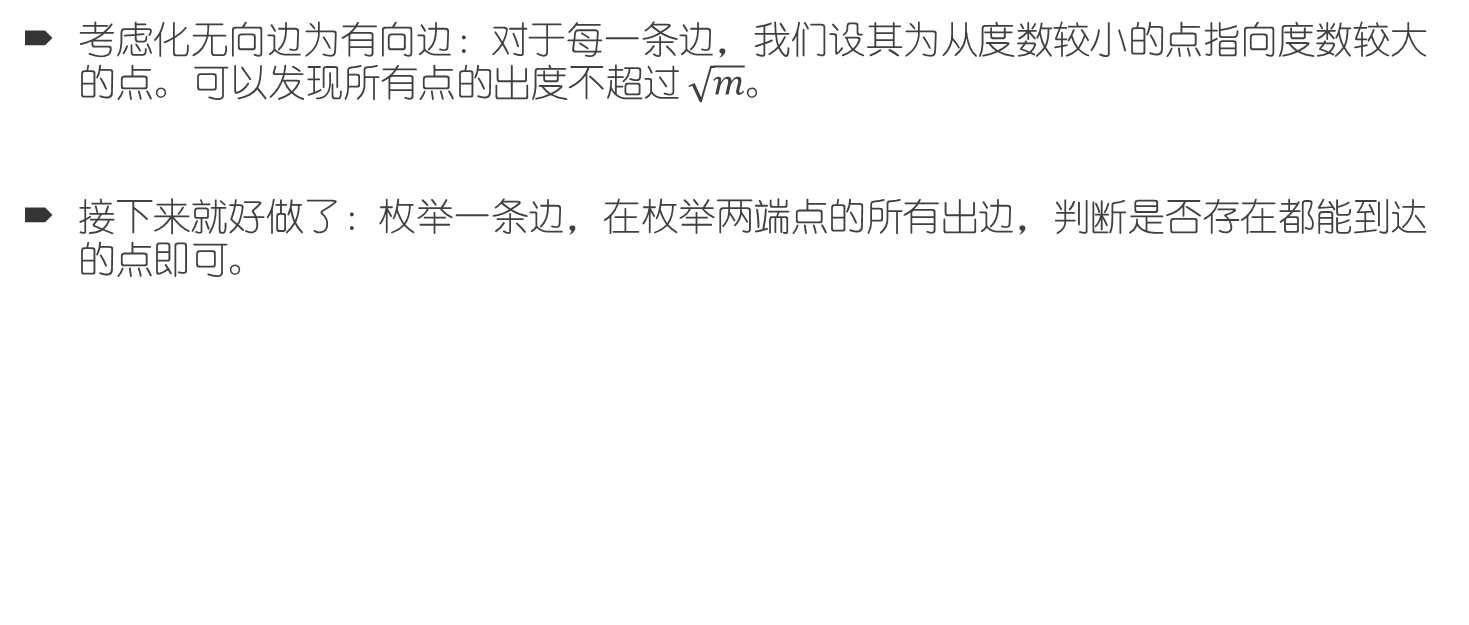 考虑化无向边为有向边：对于每一条边，我们设其为从度数较小的点指向度数较大
的点。可以发现所有点的出度不超过 √m。
接下来就好做了：枚举一条边，在枚举两端点的所有出边，判断是否存在都能到达
的点即可。